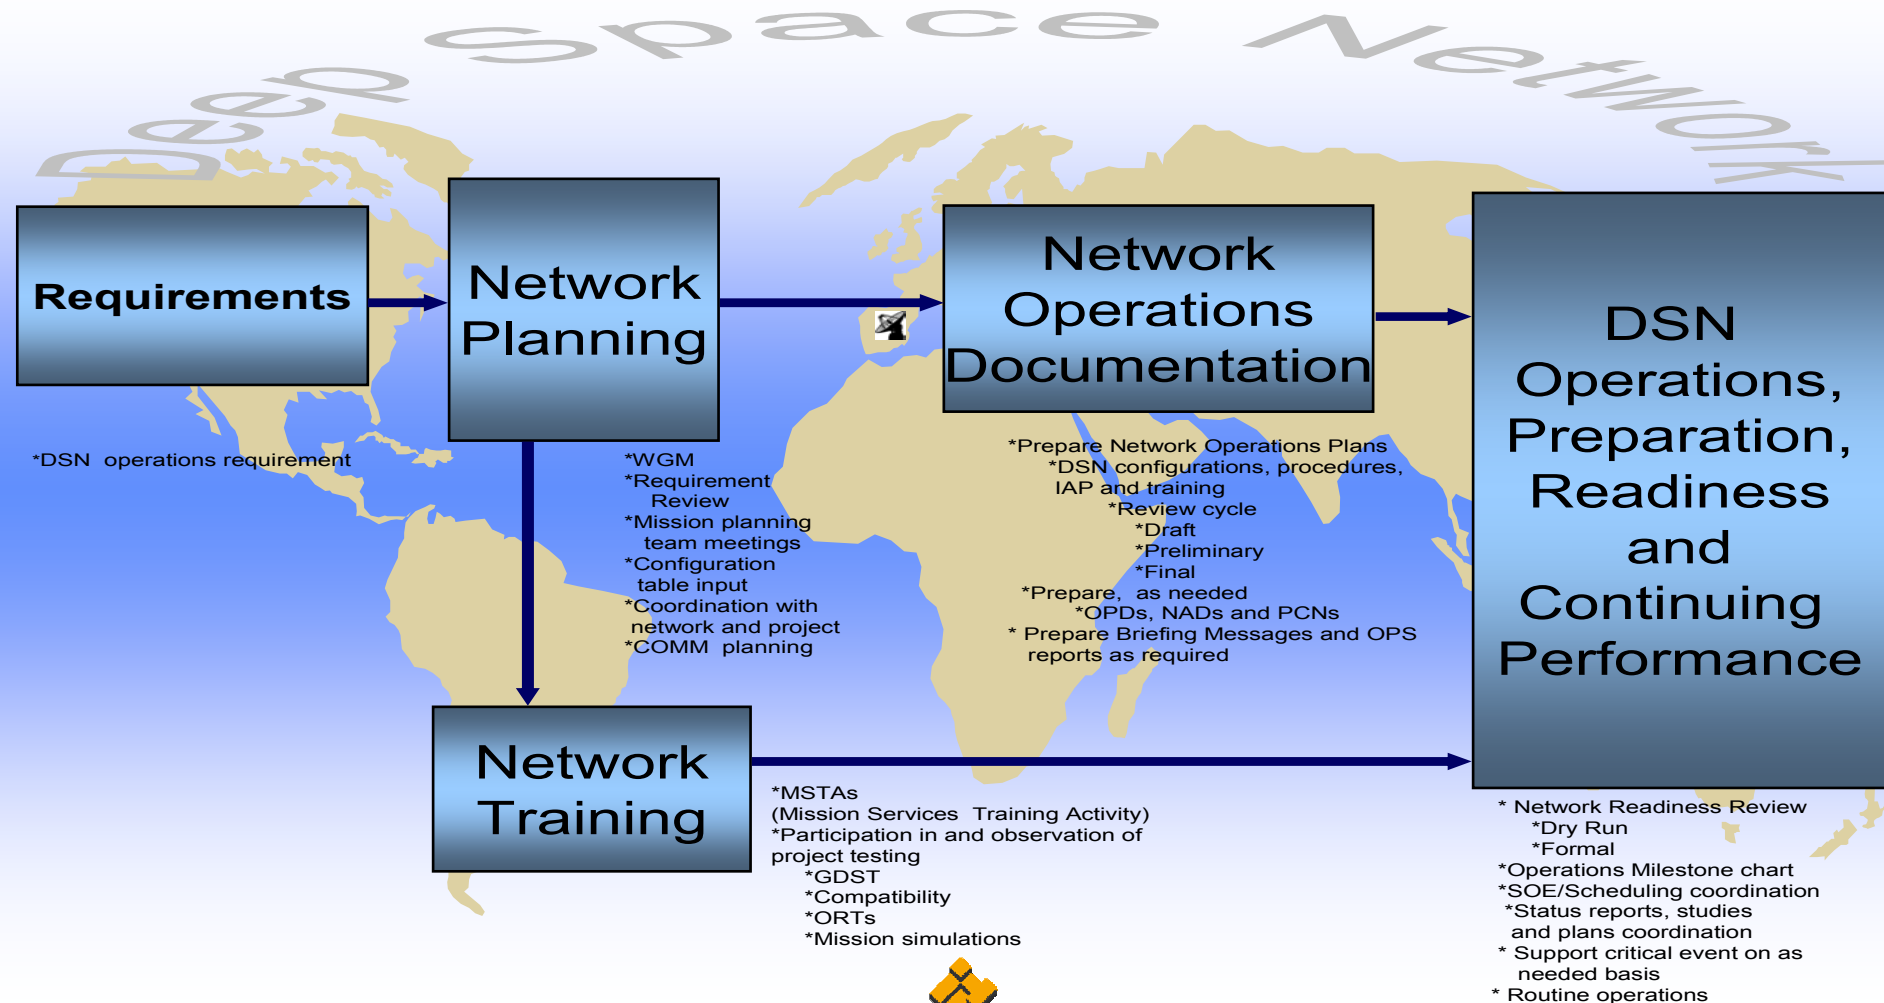 Deep Space Network
Requirements
*DSN operations requirement
Network
Planning
*WGM
*Requirement
Review
*Mission planning
team meetings
*Configuration
table input
*Coordination with
network and project
*COMM planning
Network
Operations
Documentation
*Prepare Network Operations Plans
*DSN configurations, procedures,
IAP and training
*Review cycle
*Draft
*Preliminary
*Final
*Prepare, as needed
*OPDs, NADs and PCNs
* Prepare Briefing Messages and OPS
reports as required
Network
Training
*MSTAs
(Mission Services Training Activity)
*Participation in and observation of
project testing
*GDST
*Compatibility
*ORTs
*Mission simulations
DSN
Operations,
Preparation,
Readiness
and
Continuing
Performance
* Network Readiness Review
*Dry Run
*Formal
*Operations Milestone chart
*SOE/Scheduling coordination
*Status reports, studies
and plans coordination
* Support critical event on as
needed basis
* Routine operations